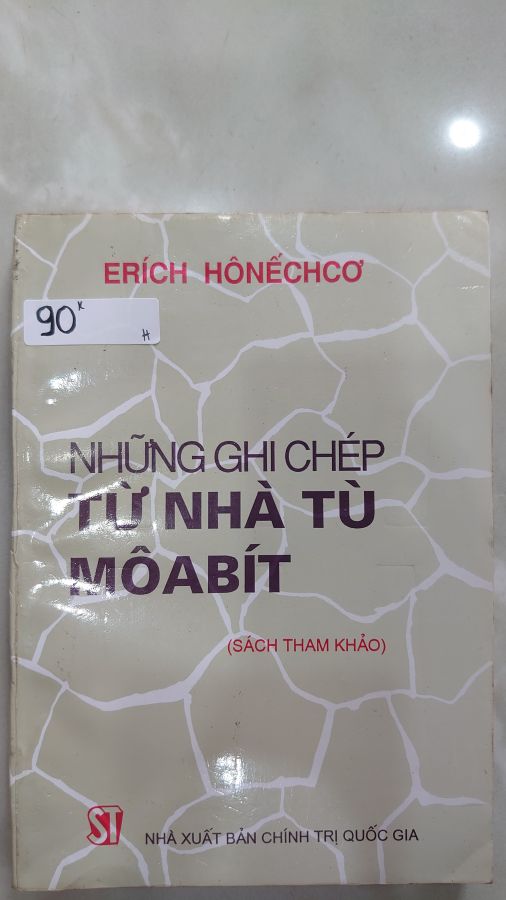 ERÍCH HÔNẾCHCƠ
90K
H
NHỮNG GHI CHÉP
TỪ NHÀ TÙ
MÔABÍT
(SÁCH THAM KHẢO)
ST NHÀ XUẤT BẢN CHÍNH TRỊ QUỐC GIA